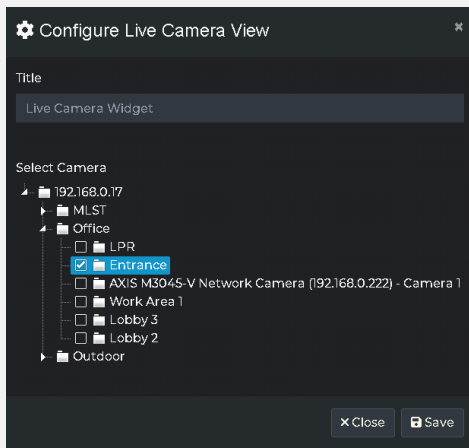 Configure Live Camera View
Title
Live Camera Widget
Select Camera
192.168.0.17
MLST
Office
LPR
Entrance
AXIS M3045-V Network Camera (192.168.0.222) - Camera 1
Work Area 1
Lobby 3
Lobby 2
Outdoor
Close Save